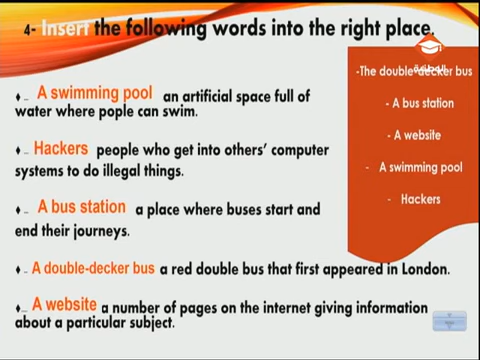 4- Insert the following words into the right place.
-The double-decker bus
- A bus station
- A website
- A swimming pool
- Hackers
♦ – A swimming pool an artificial space full of
water where pople can swim.
♦ – Hackers people who get into others' computer
systems to do illegal things.
♦ – A bus station a place where buses start and
end their journeys.
♦ – A double-decker bus a red double bus that first appeared in London.
♦ – A website a number of pages on the internet giving information
about a particular subject.